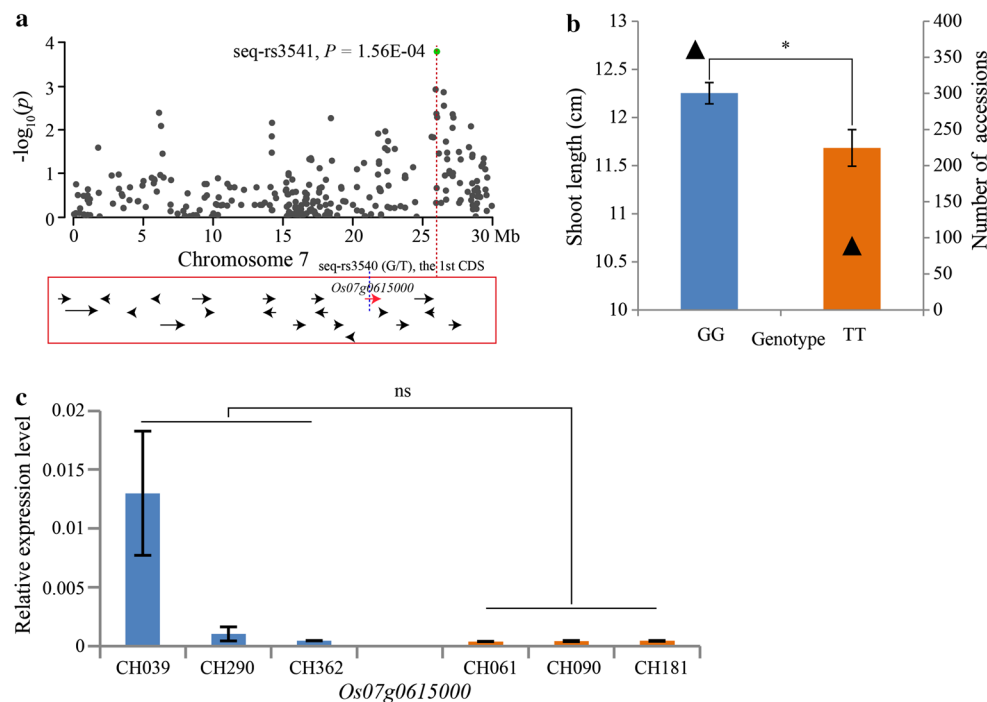 a
seq-rs3541, P = 1.56E-04
-log10(p)
4
3
2
1
0
0 5 10 15 20 25 30 Mb
Chromosome 7
seq-rs3540 (G/T), the 1st CDS
Os07g0615000
b
*
Shoot length (cm)
13
12.5
12
11.5
11
10.5
10
Number of accessions
400
350
300
250
200
150
100
50
0
GG Genotype TT
c
ns
Relative expression level
0.02
0.015
0.01
0.005
0
CH039 CH290 CH362 CH061 CH090 CH181
Os07g0615000